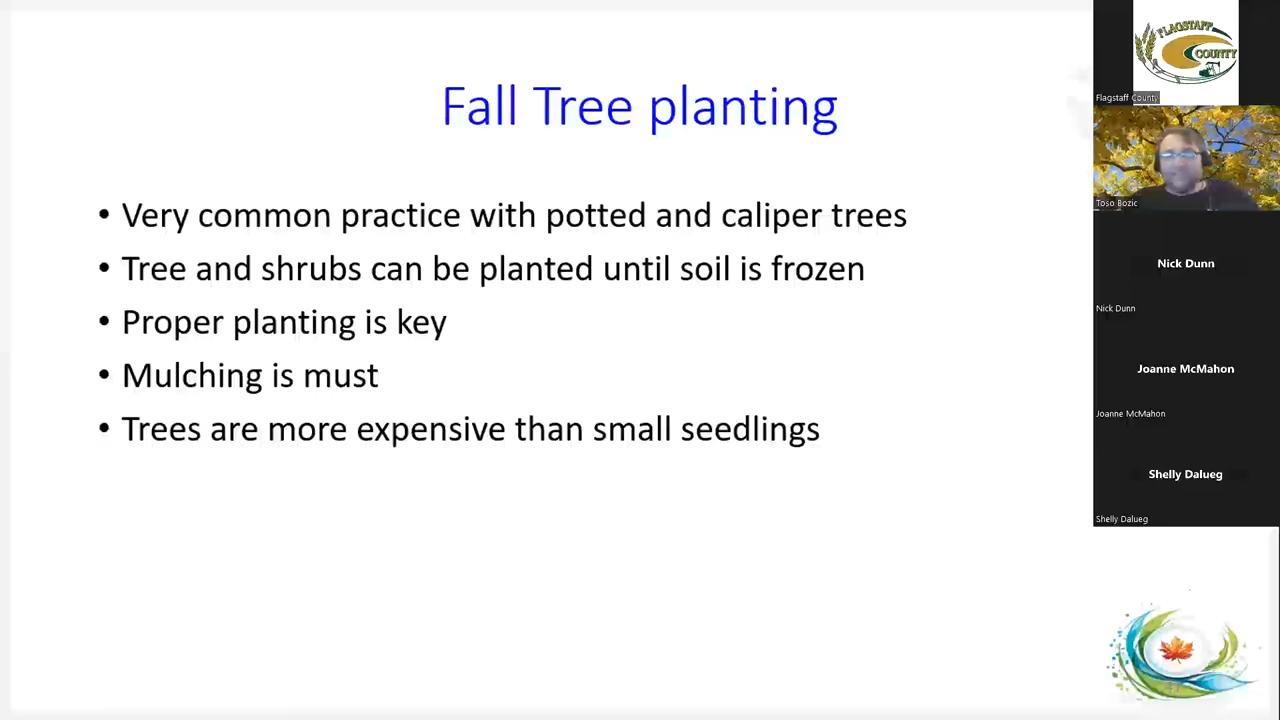 Fall Tree planting
• Very common practice with potted and caliper trees
• Tree and shrubs can be planted until soil is frozen
• Proper planting is key
• Mulching is must
• Trees are more expensive than small seedlings
FLAGSTAFF
COUNTY
Flagstaff County
Toso Bozic
Nick Dunn
Nick Dunn
Joanne McMahon
Joanne McMahon
Shelly Dalueg
Shelly Dalueg